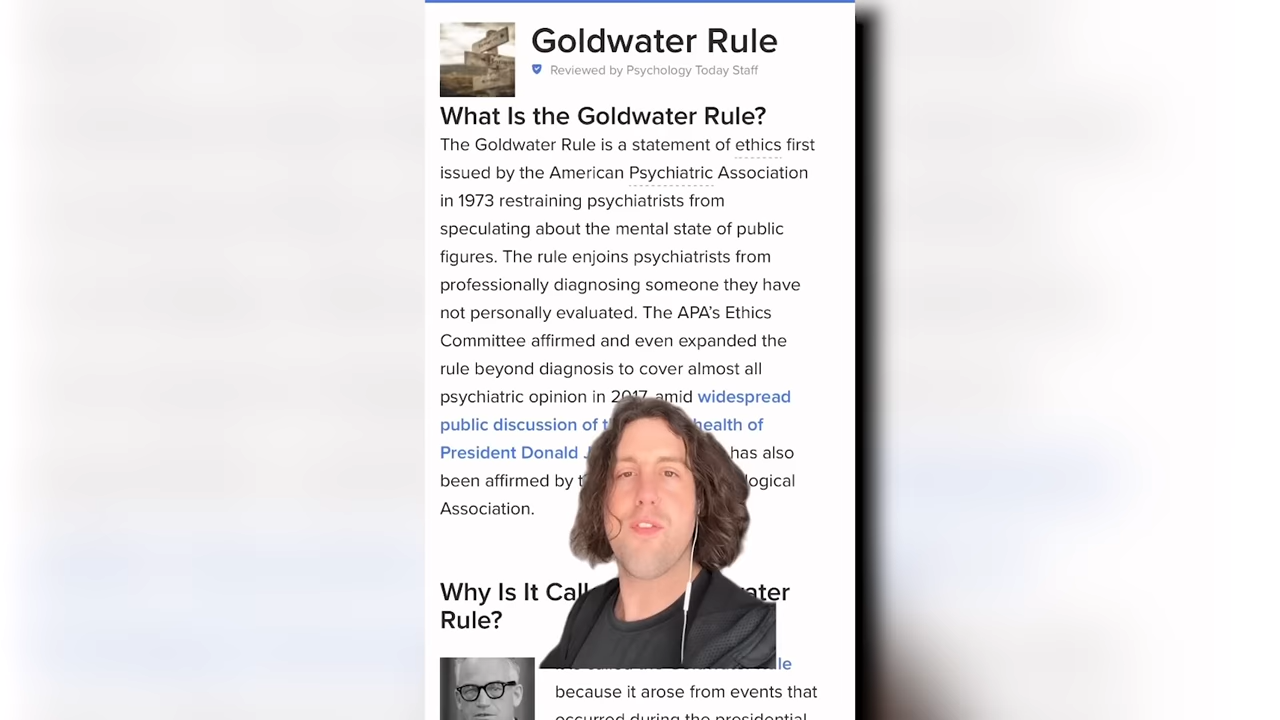 Goldwater Rule
Reviewed by Psychology Today Staff
What Is the Goldwater Rule?
The Goldwater Rule is a statement of ethics first
issued by the American Psychiatric Association
in 1973 restraining psychiatrists from
speculating about the mental state of public
figures. The rule enjoins psychiatrists from
professionally diagnosing someone they have
not personally evaluated. The APA's Ethics
Committee affirmed and even expanded the
rule beyond diagnosis to cover almost all
psychiatric opinion in 2017 amid widespread
public discussion of health of
President Donald has also
been affirmed by
Association.
Why Is It
Rule?
because it arose from events that
occurred during the presidential